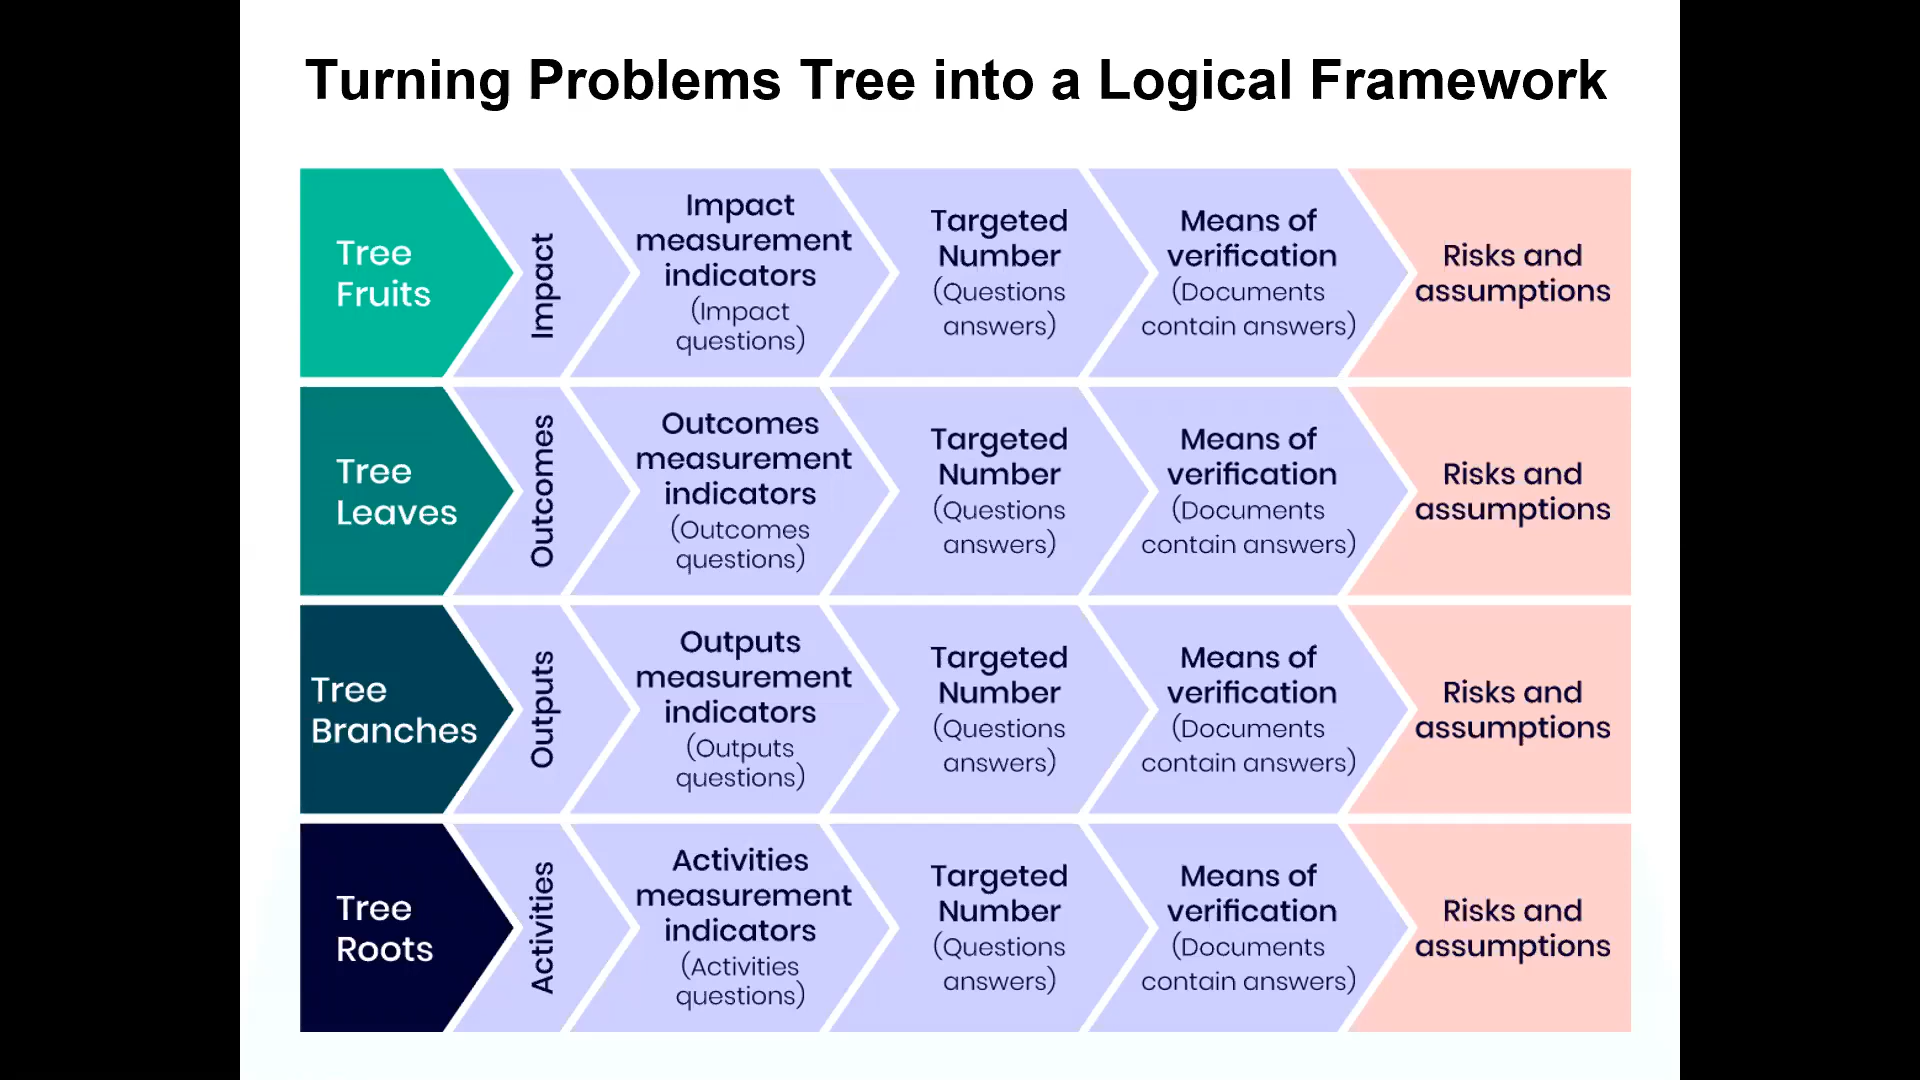 Turning Problems Tree into a Logical Framework
Tree
Fruits
Impact
Impact
measurement
indicators
(Impact
questions)
Targeted
Number
(Questions
answers)
Means of
verification
(Documents
contain answers)
Risks and
assumptions
Tree
Leaves
Outcomes
Outcomes
measurement
indicators
(Outcomes
questions)
Targeted
Number
(Questions
answers)
Means of
verification
(Documents
contain answers)
Risks and
assumptions
Tree
Branches
Outputs
Outputs
measurement
indicators
(Outputs
questions)
Targeted
Number
(Questions
answers)
Means of
verification
(Documents
contain answers)
Risks and
assumptions
Tree
Roots
Activities
Activities
measurement
indicators
(Activities
questions)
Targeted
Number
(Questions
answers)
Means of
verification
(Documents
contain answers)
Risks and
assumptions